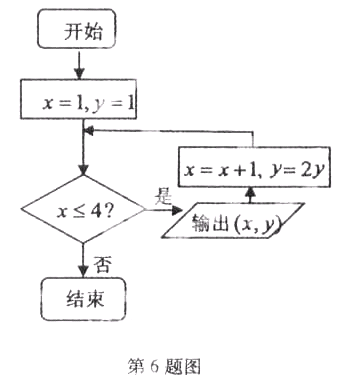 开始
x=1, y=1
x=x+1, y=2y
x≤4?
是
输出(x, y)
否
结束
第6题图